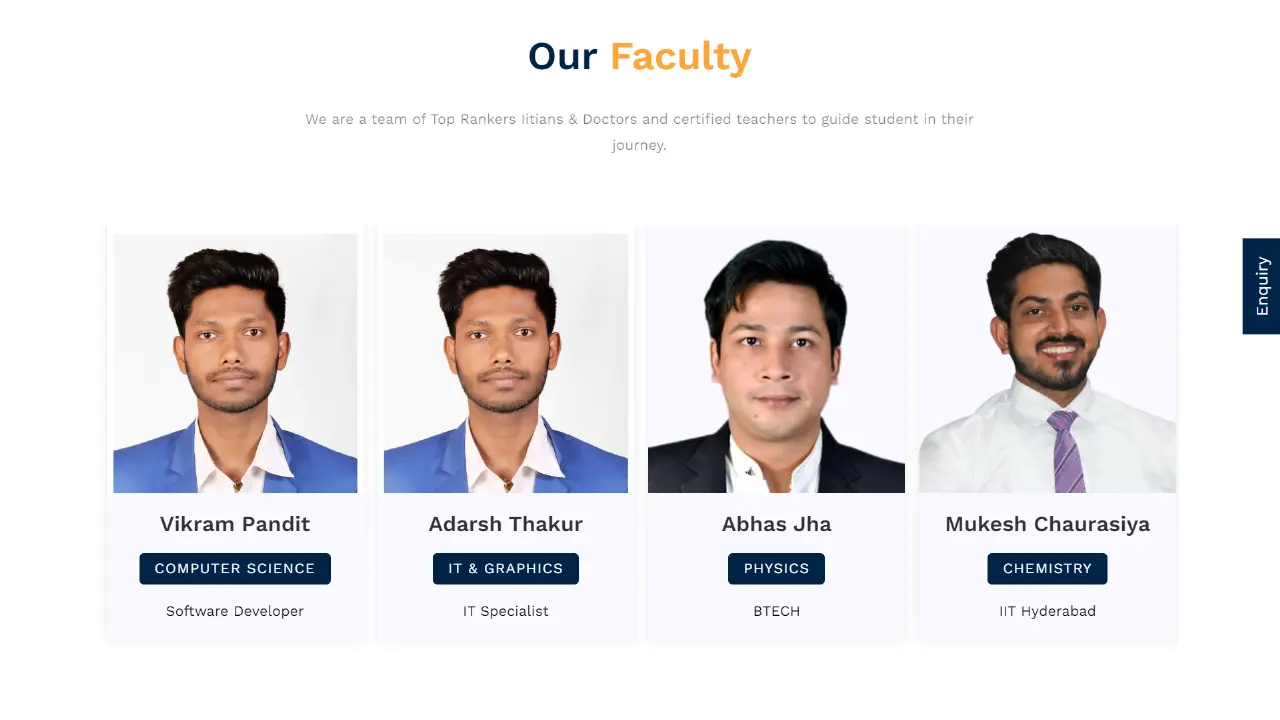 Our Faculty
We are a team of Top Rankers Iitians & Doctors and certified teachers to guide student in their
journey.
Enquiry
Vikram Pandit
COMPUTER SCIENCE
Software Developer
Adarsh Thakur
IT & GRAPHICS
IT Specialist
Abhas Jha
PHYSICS
BTECH
Mukesh Chaurasiya
CHEMISTRY
IIT Hyderabad